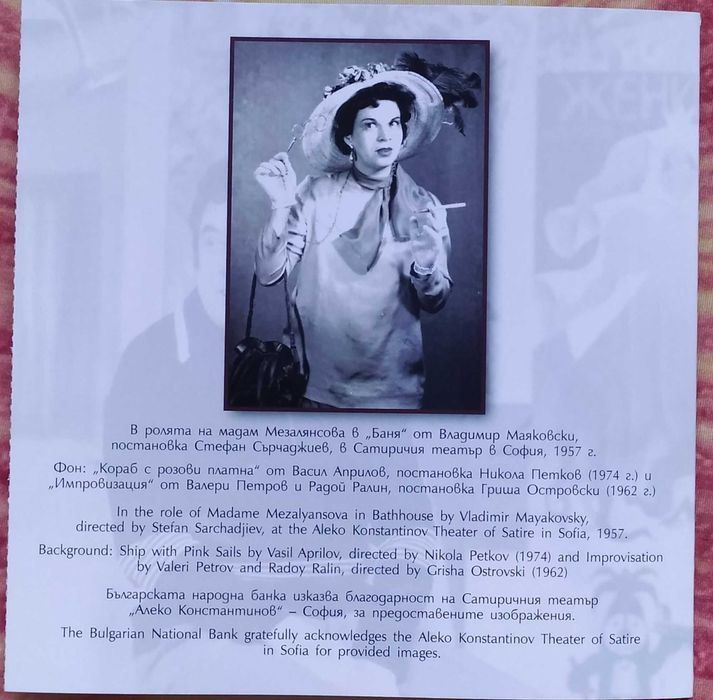 ЖЕНИ
В ролята на мадам Мезалянсова в „Баня“ от Владимир Маяковски,
постановка Стефан Сърчаджиев, в Сатиричия театър в София, 1957 г.
Фон: „Кораб с розови платна“ от Васил Априлов, постановка Никола Петков (1974 г.) и
„Импровизация“ от Валери Петров и Радой Ралин, постановка Гриша Островски (1962 г.)
In the role of Madame Mezalyansova in Bathhouse by Vladimir Mayakovsky,
directed by Stefan Sarchadjiev, at the Aleko Konstantinov Theater of Satire in Sofia, 1957.
Background: Ship with Pink Sails by Vasil Aprilov, directed by Nikola Petkov (1974) and Improvisation
by Valeri Petrov and Radoy Ralin, directed by Grisha Ostrovski (1962)
Българската народна банка изказва благодарност на Сатиричния театър
„Алеко Константинов“ – София, за предоставените изображения.
The Bulgarian National Bank gratefully acknowledges the Aleko Konstantinov Theater of Satire
in Sofia for provided images.